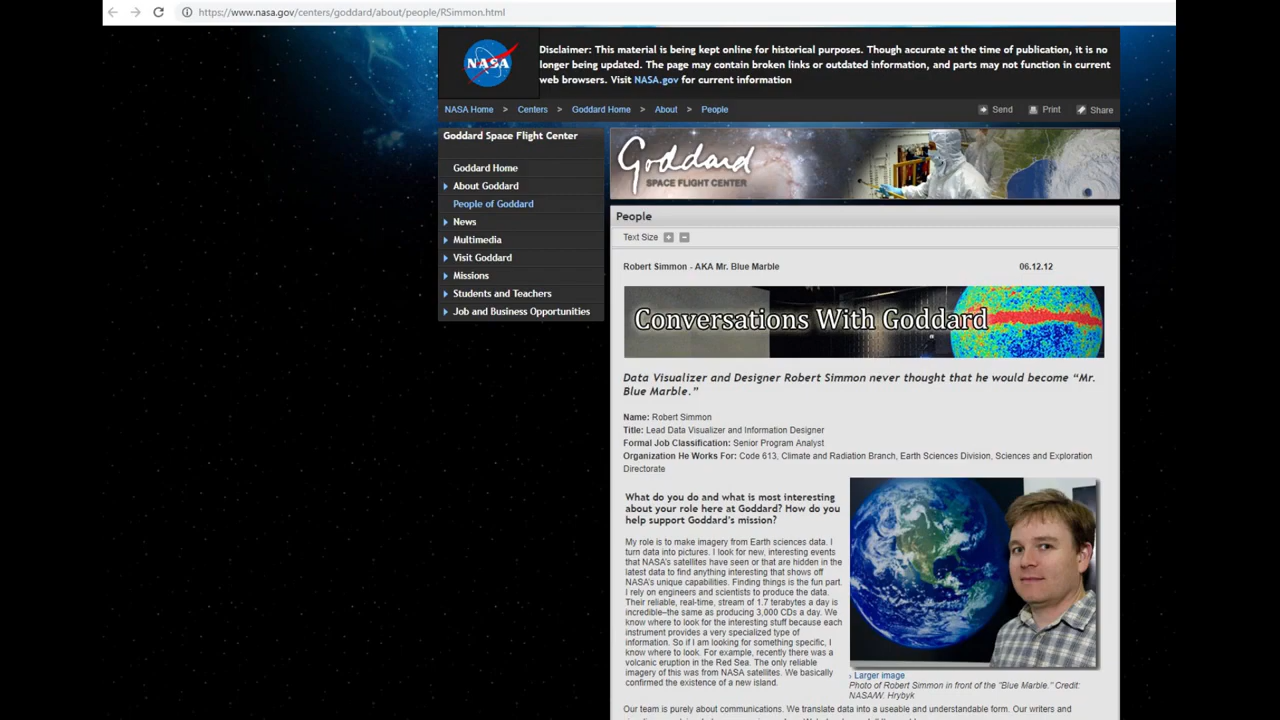 https://www.nasa.gov/centers/goddard/about/people/RSimmon.html
NASA
Disclaimer: This material is being kept online for historical purposes. Though accurate at the time of publication, it is no
longer being updated. The page may contain broken links or outdated information, and parts may not function in current
web browsers. Visit NASA.gov for current information
NASA Home > Centers > Goddard Home > About > People
Send Print Share
Goddard Space Flight Center
Goddard Home
About Goddard
People of Goddard
News
Multimedia
Visit Goddard
Missions
Students and Teachers
Job and Business Opportunities
Goddard
SPACE FLIGHT CENTER
People
Text Size + -
Robert Simmon - AKA Mr. Blue Marble 06.12.12
Conversations With Goddard
Data Visualizer and Designer Robert Simmon never thought that he would become “Mr.
Blue Marble.”
Name: Robert Simmon
Title: Lead Data Visualizer and Information Designer
Formal Job Classification: Senior Program Analyst
Organization He Works For: Code 613, Climate and Radiation Branch, Earth Sciences Division, Sciences and Exploration
Directorate
What do you do and what is most interesting
about your role here at Goddard? How do you
help support Goddard’s mission?
My role is to make imagery from Earth sciences data. I
turn data into pictures. I look for new, interesting events
that NASA’s satellites have seen or that are hidden in the
latest data to find anything interesting that shows off
NASA’s unique capabilities. Finding things is the fun part.
I rely on engineers and scientists to produce the data.
Their reliable, real-time, stream of 1.7 terabytes a day is
incredible–the same as producing 3,000 CDs a day. We
know where to look for the interesting stuff because each
instrument provides a very specialized type of
information. So if I am looking for something specific, I
know where to look. For example, recently there was a
volcanic eruption in the Red Sea. The only reliable
imagery of this was from NASA satellites. We basically
confirmed the existence of a new island.
› Larger image
Photo of Robert Simmon in front of the "Blue Marble." Credit:
NASA/W. Hrybyk
Our team is purely about communications. We translate data into a useable and understandable form. Our writers and